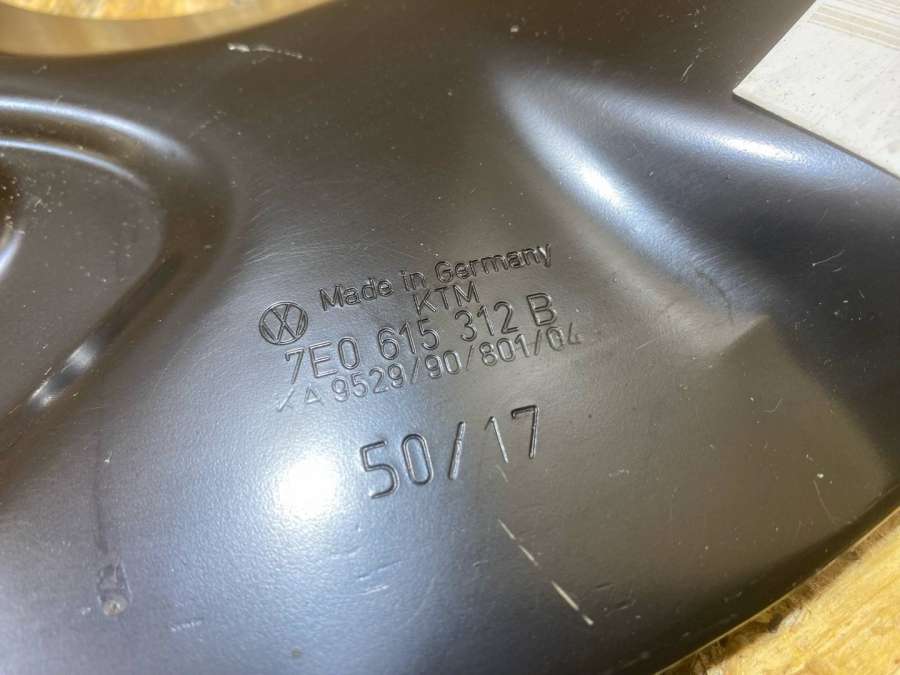 Made in Germany
KTM
7E0 615 312 B
9529/90/801/04
50/17